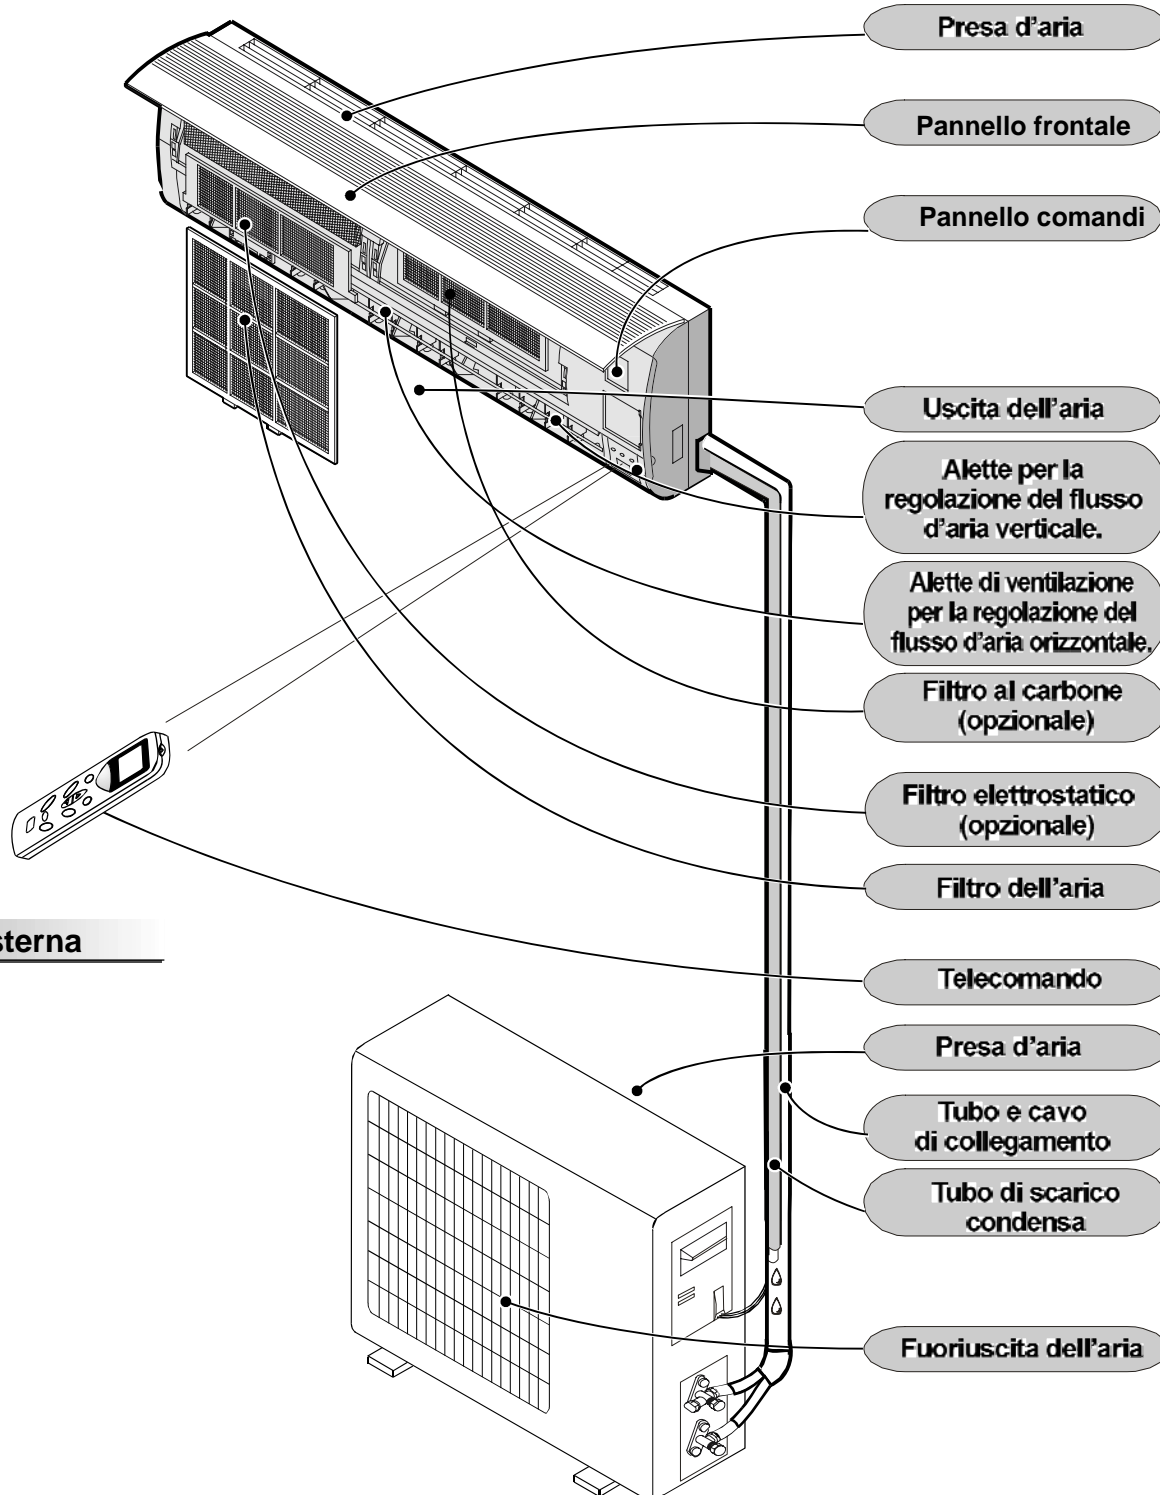 Presa d'aria
Pannello frontale
Pannello comandi
Uscita dell'aria
Alette per la
regolazione del flusso
d'aria verticale.
Alette di ventilazione
per la regolazione del
flusso d'aria orizzontale.
Filtro al carbone
(opzionale)
Filtro elettrostatico
(opzionale)
Filtro dell'aria
sterna
Telecomando
Presa d'aria
Tubo e cavo
di collegamento
Tubo di scarico
condensa
Fuoriuscita dell'aria